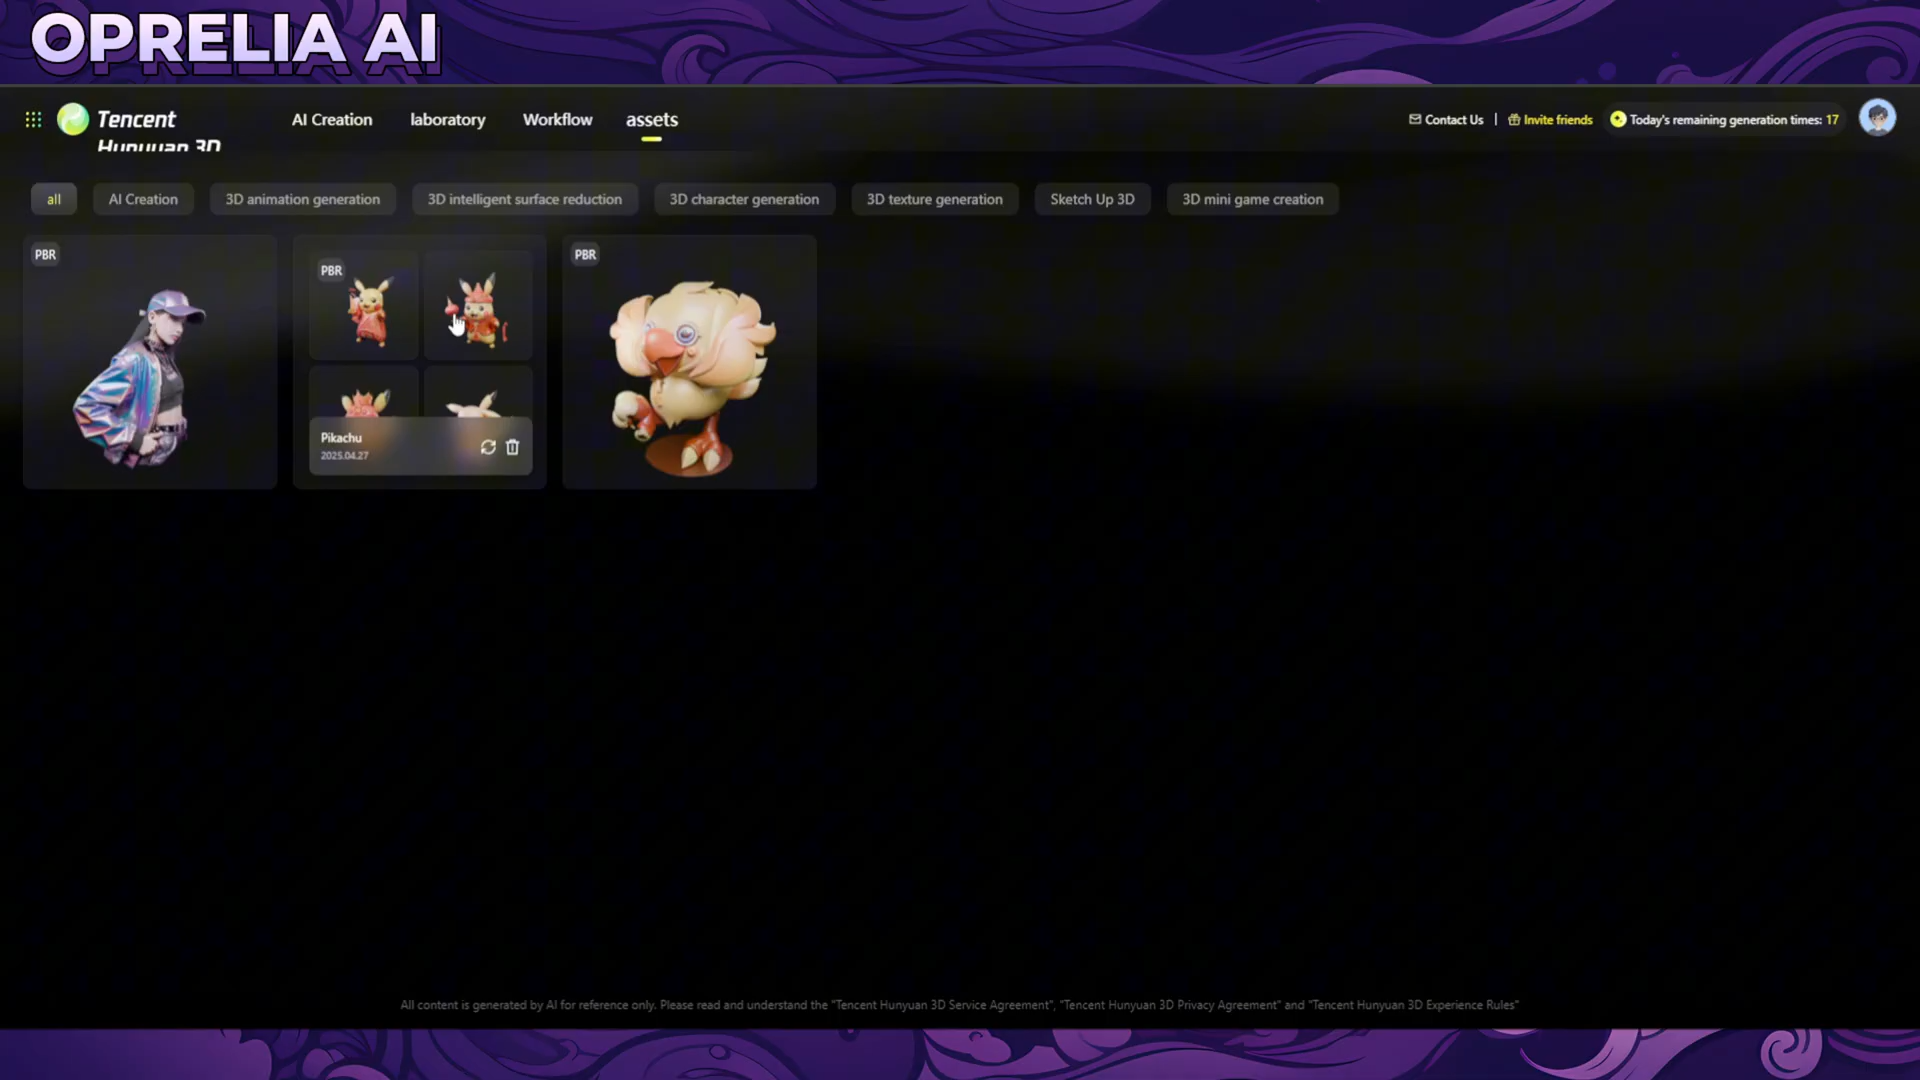 OPRELIA AI
Tencent
Hunyuan 3D
AI Creation
laboratory
Workflow
assets
Contact Us
Invite friends
Today's remaining generation times: 17
all
AI Creation
3D animation generation
3D intelligent surface reduction
3D character generation
3D texture generation
Sketch Up 3D
3D mini game creation
PBR
PBR
PBR
Pikachu
2025.04.27
All content is generated by AI for reference only. Please read and understand the "Tencent Hunyuan 3D Service Agreement", "Tencent Hunyuan 3D Privacy Agreement" and "Tencent Hunyuan 3D Experience Rules"